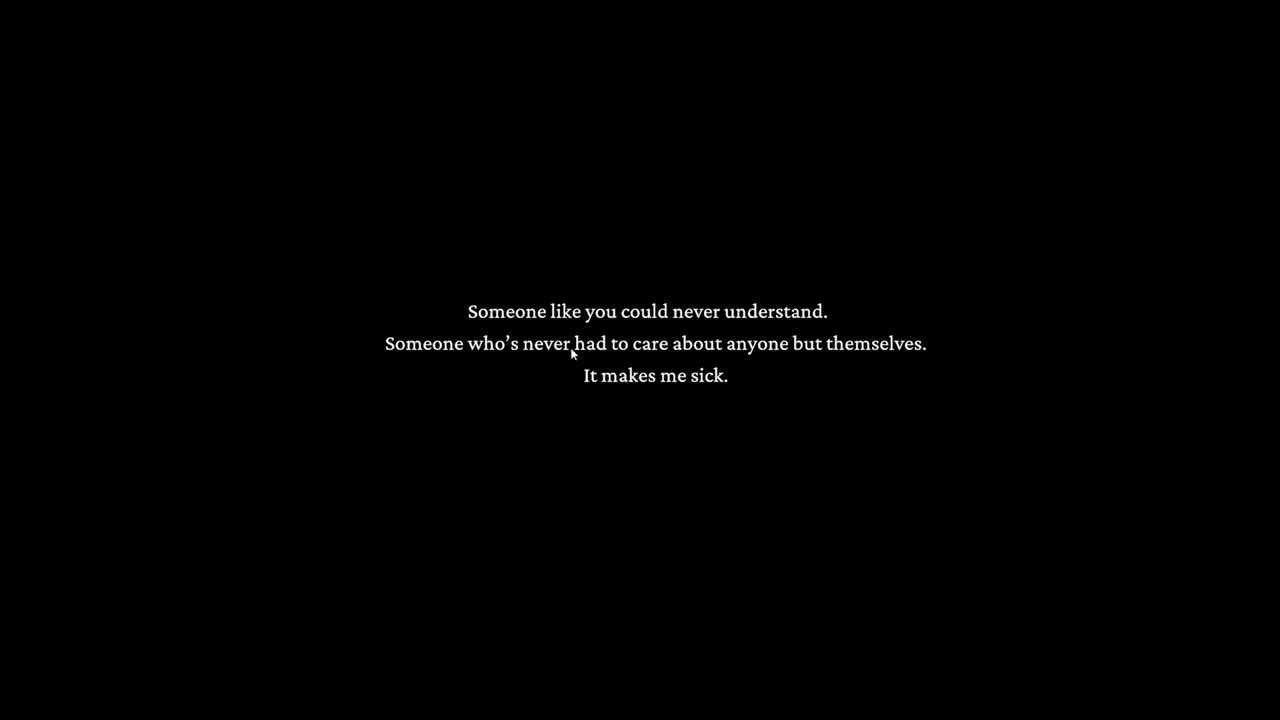 Someone like you could never understand.
Someone who’s never had to care about anyone but themselves.
It makes me sick.